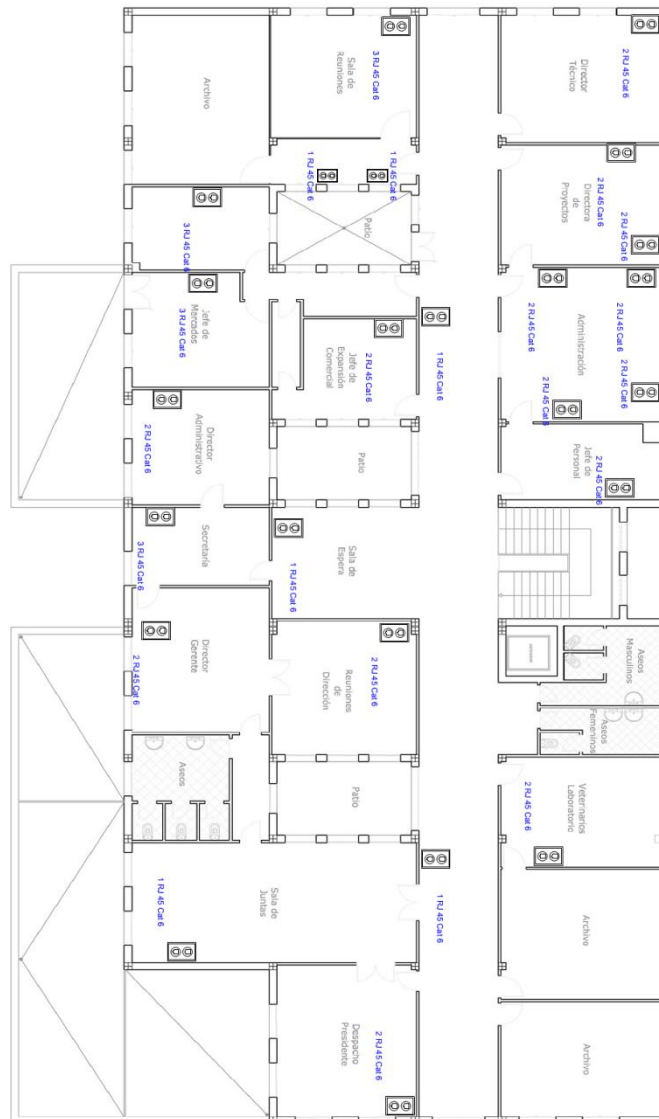 Archivo
Sala de
Reuniones
3 RJ 45 Cat 6
Director
Técnico
2 RJ 45 Cat 6
1 RJ 45 Cat 6
1 RJ 45 Cat 6
Patio
Directora
de
Proyectos
2 RJ 45 Cat 6
2 RJ 45 Cat 6
3 RJ 45 Cat 6
Jefe de
Mercados
3 RJ 45 Cat 6
Jefe de
Expansión
Comercial
2 RJ 45 Cat 6
1 RJ 45 Cat 6
Administración
2 RJ 45 Cat 6
2 RJ 45 Cat 6
2 RJ 45 Cat 6
2 RJ 45 Cat 6
Director
Administrativo
2 RJ 45 Cat 6
Patio
Jefe de
Personal
2 RJ 45 Cat 6
Secretaría
3 RJ 45 Cat 6
Sala de
Espera
1 RJ 45 Cat 6
Director
Gerente
2 RJ 45 Cat 6
Reuniones
de
Dirección
2 RJ 45 Cat 6
Aseos
Masculinos
Aseos
Femeninos
Aseos
Patio
Veterinarios
Laboratorio
2 RJ 45 Cat 6
Sala de
Juntas
1 RJ 45 Cat 6
1 RJ 45 Cat 6
Archivo
Despacho
Presidente
2 RJ 45 Cat 6
Archivo